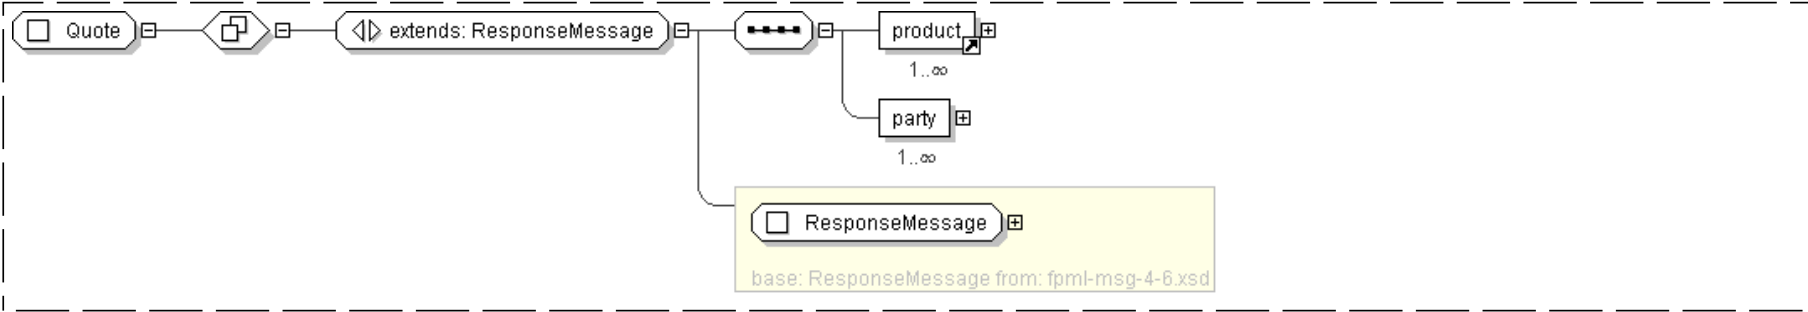 Quote
extends: ResponseMessage
product
1..∞
party
1..∞
ResponseMessage
base: ResponseMessage from: fpml-msg-4-6.xsd